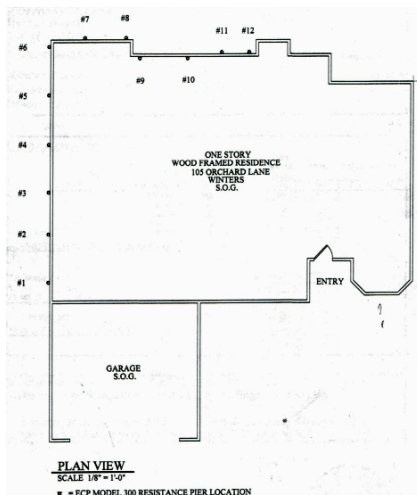 #7
#8
#11
#12
#6
#9
#10
#5
#4
ONE STORY
WOOD FRAMED RESIDENCE
105 ORCHARD LANE
WINTERS
S.O.G.
#3
#2
#1
ENTRY
GARAGE
S.O.G.
PLAN VIEW
SCALE 1/8" = 1'-0"
= ECP MODEL 300 RESISTANCE PIER LOCATION